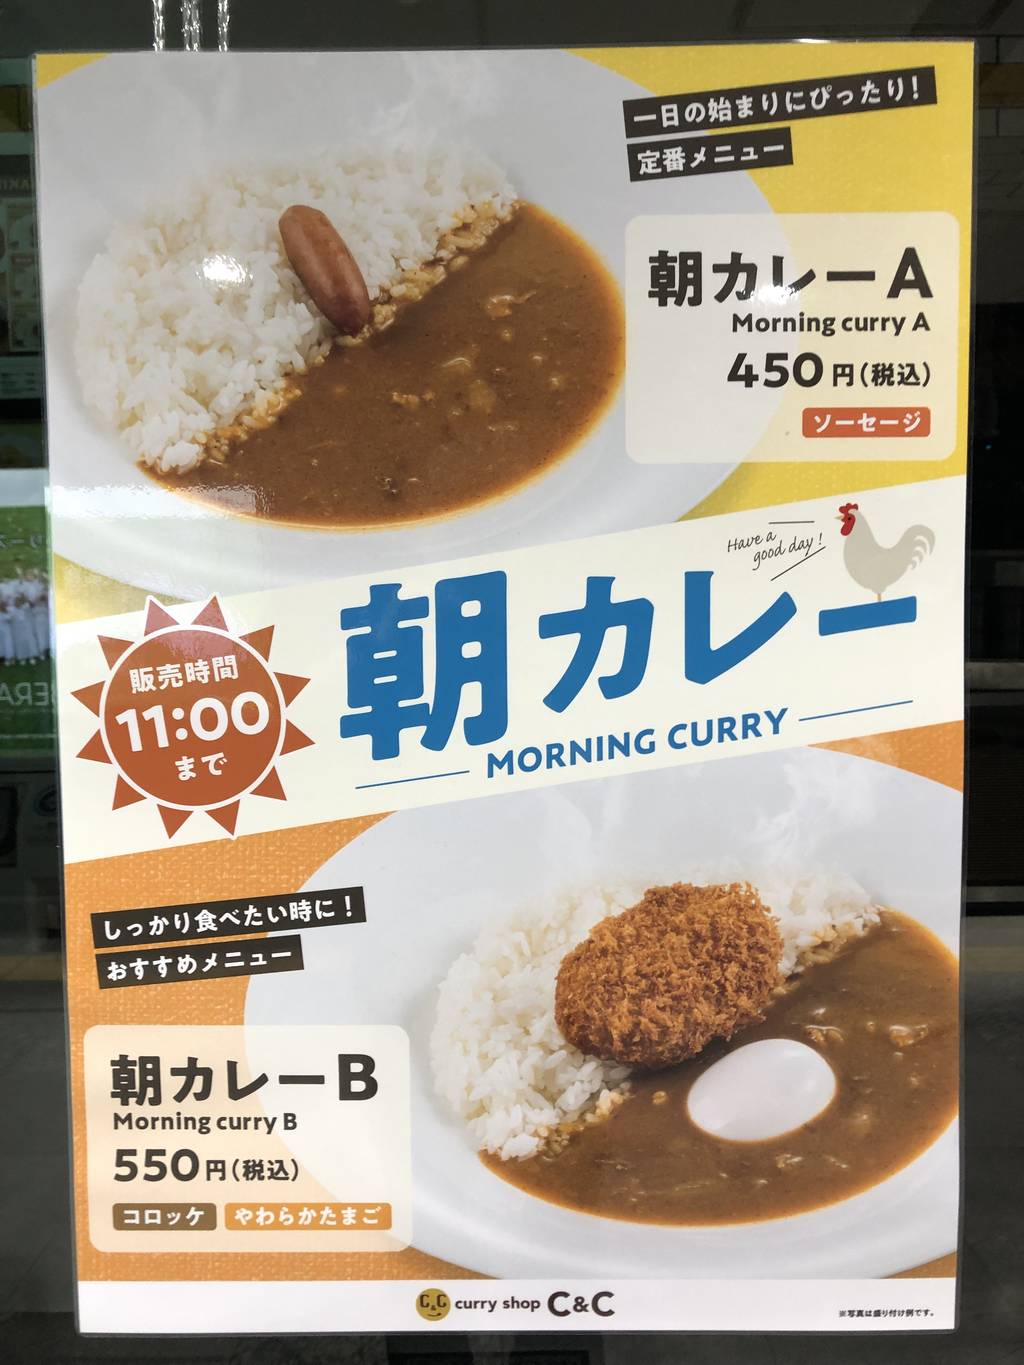 一日の始まりにぴったり!
定番メニュー
朝カレーA
Morning curry A
450円(税込)
ソーセージ
Have a
good day!
朝カレー
MORNING CURRY
販売時間
11:00
まで
しっかり食べたい時に!
おすすめメニュー
朝カレーB
Morning curry B
550円(税込)
コロッケ やわらかたまご
C&C curry shop C&C
※写真は盛り付け例です。